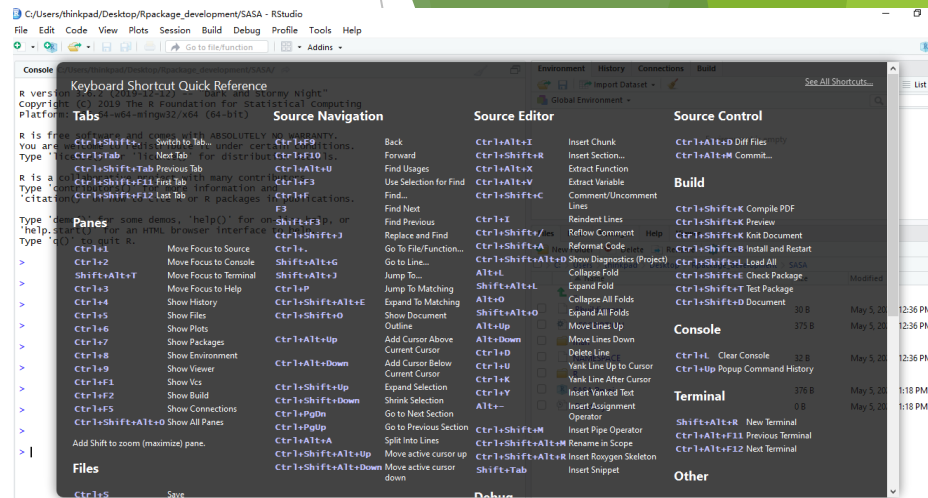 C:/Users/thinkpad/Desktop/Rpackage_development/SASA - RStudio
File Edit Code View Plots Session Build Debug Profile Tools Help
Go to file/function
Addins
Console
Environment History Connections Build
Import Dataset
List
Global Environment
R version 3.6.2 (2019-12-12) -- "Dark and Stormy Night"
Copyright (C) 2019 The R Foundation for Statistical Computing
Platform: x86_64-w64-mingw32/x64 (64-bit)
R is free software and comes with ABSOLUTELY NO WARRANTY.
You are welcome to redistribute it under certain conditions.
Type 'license()' or 'licence()' for distribution details.
R is a collaborative project with many contributors.
Type 'contributors()' for more information and
'citation()' on how to cite R or R packages in publications.
Type 'demo()' for some demos, 'help()' for on-line help, or
'help.start()' for an HTML browser interface to help.
Type 'q()' to quit R.
>
>
>
>
>
>
>
>
>
>
Keyboard Shortcut Quick Reference
See All Shortcuts...
Tabs
Ctrl+Shift+. Switch to Tab...
Ctrl+Tab Next Tab
Ctrl+Shift+Tab Previous Tab
Ctrl+Shift+F11 First Tab
Ctrl+Shift+F12 Last Tab
Panes
Ctrl+1 Move Focus to Source
Ctrl+2 Move Focus to Console
Shift+Alt+T Move Focus to Terminal
Ctrl+3 Move Focus to Help
Ctrl+4 Show History
Ctrl+5 Show Files
Ctrl+6 Show Plots
Ctrl+7 Show Packages
Ctrl+8 Show Environment
Ctrl+9 Show Viewer
Ctrl+F1 Show Vcs
Ctrl+F2 Show Build
Ctrl+F5 Show Connections
Ctrl+Shift+Alt+0 Show All Panes
Add Shift to zoom (maximize) pane.
Files
Ctrl+S Save
Source Navigation
Ctrl+F9 Back
Ctrl+F10 Forward
Ctrl+Alt+U Find Usages
Ctrl+F3 Use Selection for Find
Ctrl+F Find...
F3 Find Next
Shift+F3 Find Previous
Ctrl+Shift+J Replace and Find
Ctrl+. Go To File/Function...
Shift+Alt+G Go to Line...
Shift+Alt+J Jump To...
Ctrl+P Jump To Matching
Ctrl+Shift+Alt+E Expand To Matching
Ctrl+Shift+O Show Document
Outline
Ctrl+Alt+Up Add Cursor Above
Current Cursor
Ctrl+Alt+Down Add Cursor Below
Current Cursor
Ctrl+Shift+Up Expand Selection
Ctrl+Shift+Down Shrink Selection
Ctrl+PgDn Go to Next Section
Ctrl+PgUp Go to Previous Section
Ctrl+Alt+A Split Into Lines
Ctrl+Shift+Alt+Up Move active cursor up
Ctrl+Shift+Alt+Down Move active cursor
down
Source Editor
Ctrl+Alt+I Insert Chunk
Ctrl+Shift+R Insert Section...
Ctrl+Alt+X Extract Function
Ctrl+Alt+V Extract Variable
Ctrl+Shift+C Comment/Uncomment
Lines
Ctrl+I Reindent Lines
Ctrl+Shift+/ Reflow Comment
Ctrl+Shift+A Reformat Code
Ctrl+Shift+Alt+D Show Diagnostics (Project)
Alt+L Collapse Fold
Shift+Alt+L Expand Fold
Alt+O Collapse All Folds
Shift+Alt+O Expand All Folds
Alt+Up Move Lines Up
Alt+Down Move Lines Down
Ctrl+D Delete Line
Ctrl+U Yank Line Up to Cursor
Ctrl+K Yank Line After Cursor
Ctrl+Y Insert Yanked Text
Alt+- Insert Assignment
Operator
Ctrl+Shift+M Insert Pipe Operator
Ctrl+Shift+Alt+M Rename in Scope
Ctrl+Shift+Alt+R Insert Roxygen Skeleton
Shift+Tab Insert Snippet
Debug
Source Control
Ctrl+Alt+D Diff Files
Ctrl+Alt+M Commit...
Build
Ctrl+Shift+K Compile PDF
Ctrl+Shift+K Preview
Ctrl+Shift+K Knit Document
Ctrl+Shift+B Install and Restart
Ctrl+Shift+L Load All
Ctrl+Shift+E Check Package
Ctrl+Shift+T Test Package
Ctrl+Shift+D Document
Console
Ctrl+L Clear Console
Ctrl+Up Popup Command History
Terminal
Shift+Alt+R New Terminal
Ctrl+Alt+F11 Previous Terminal
Ctrl+Alt+F12 Next Terminal
Other
Modified
30 B May 5, 20 12:36 PM
375 B
NAMESPACE 32 B May 5, 20 12:36 PM
376 B May 5, 20 1:18 PM
0 B May 5, 20 1:18 PM